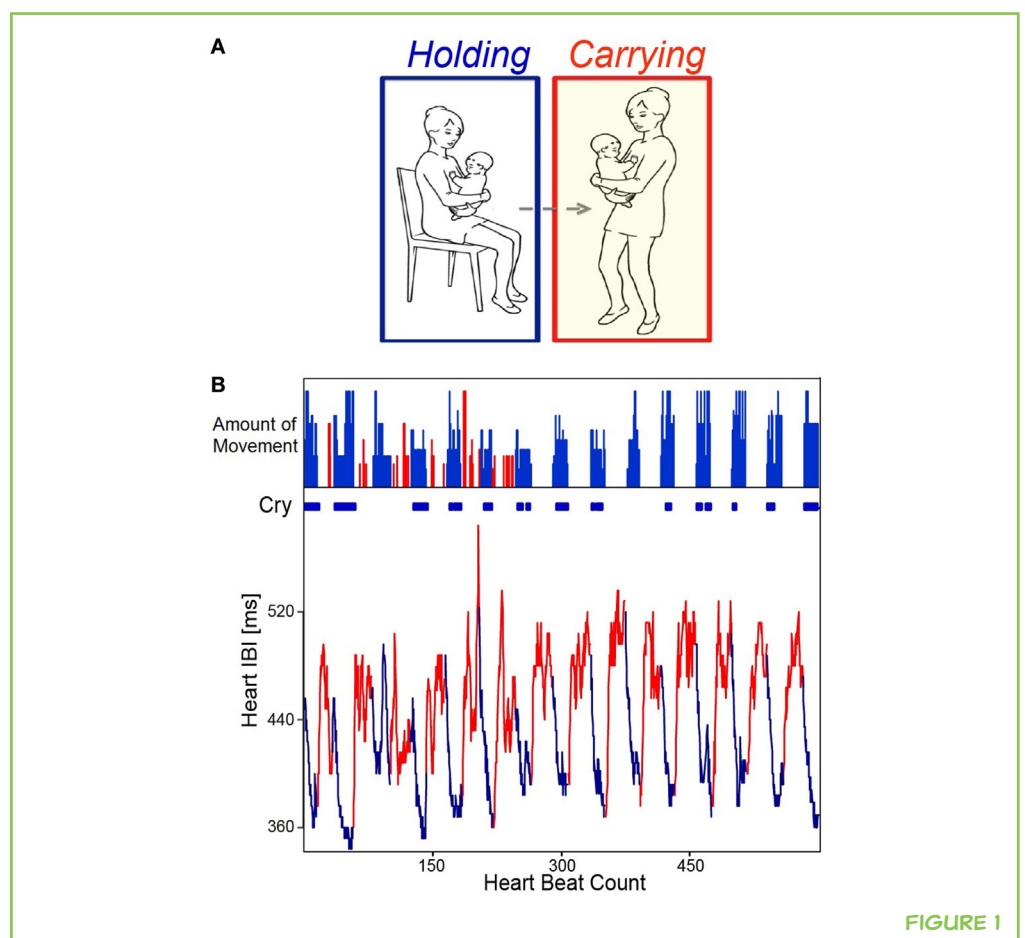 A
Holding Carrying
B
Amount of
Movement
Cry
Heart IBI [ms]
520
440
360
150 300 450
Heart Beat Count
FIGURE 1